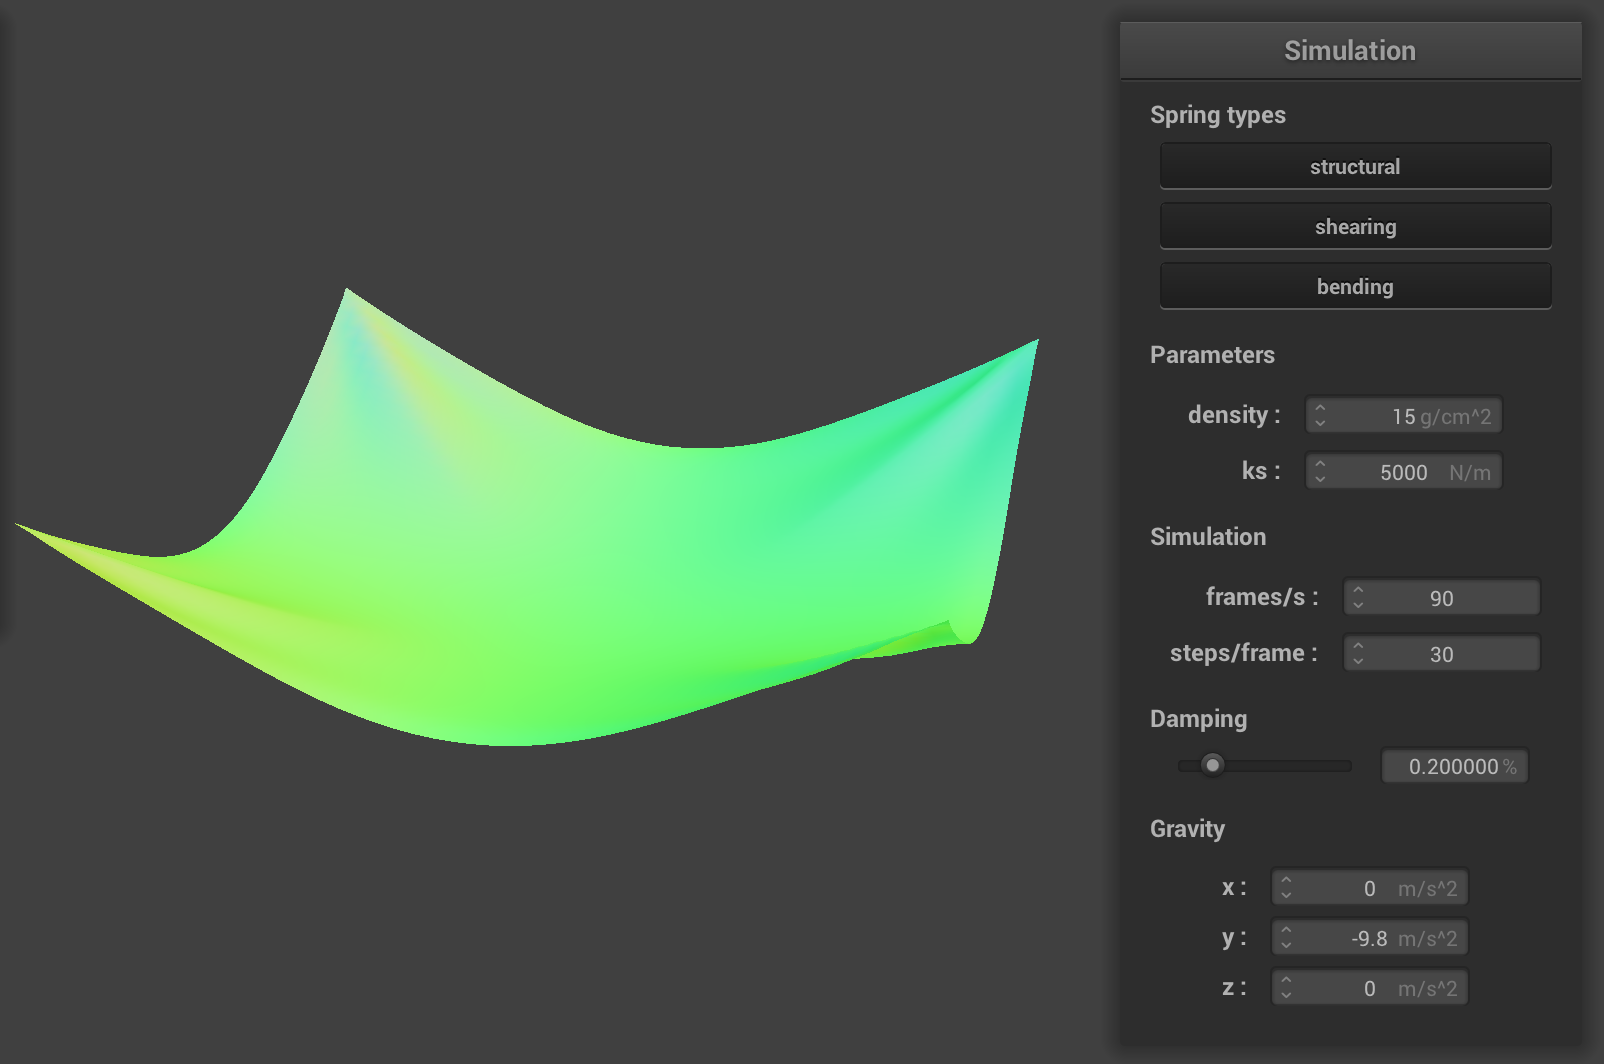 Simulation
Spring types
structural
shearing
bending
Parameters
density : 15 g/cm^2
ks : 5000 N/m
Simulation
frames/s : 90
steps/frame : 30
Damping
0.200000 %
Gravity
x : 0 m/s^2
y : -9.8 m/s^2
z : 0 m/s^2